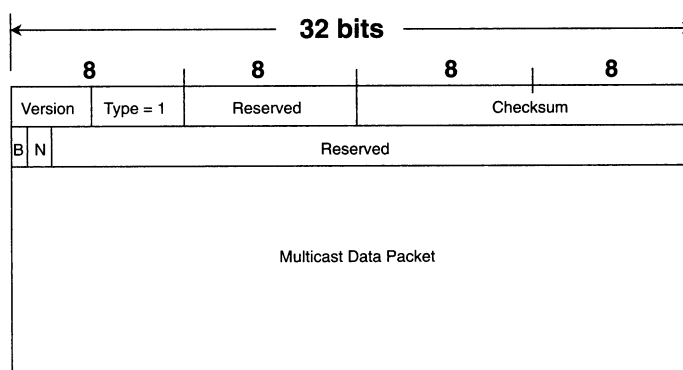 32 bits
8 8 8 8
Version Type = 1 Reserved Checksum
B N Reserved
Multicast Data Packet